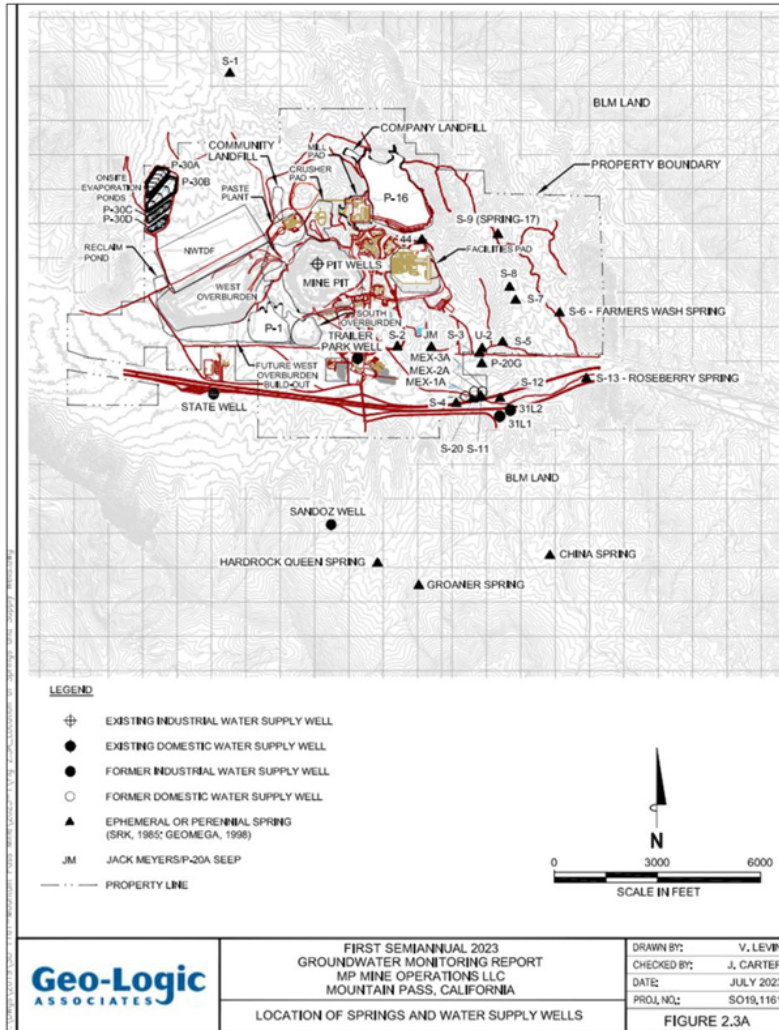 S-1
BLM LAND
COMPANY LANDFILL
COMMUNITY
LANDFILL
MILL
PAD
PROPERTY BOUNDARY
CRUSHER
PAD
P-30A
ONSITE
EVAPORATION
PONDS
P-30B
P-30C
P-30D
PASTE
PLANT
P-16
S-9 (SPRING-17)
44
FACILITIES PAD
RECLAIM
POND
NWTDF
PIT WELLS
MINE PIT
S-8
S-7
WEST
OVERBURDEN
S-6 - FARMERS WASH SPRING
P-1
SOUTH
OVERBURDEN
TRAILER
PARK WELL
S-2
JM
S-3
U-2
S-5
MEX-3A
MEX-2A
MEX-1A
P-20G
FUTURE WEST
OVERBURDEN
BUILD-OUT
S-12
S-13 - ROSEBERRY SPRING
STATE WELL
S-4
31L2
31L1
S-20 S-11
BLM LAND
SANDOZ WELL
CHINA SPRING
HARDROCK QUEEN SPRING
GROANER SPRING
LEGEND
EXISTING INDUSTRIAL WATER SUPPLY WELL
EXISTING DOMESTIC WATER SUPPLY WELL
FORMER INDUSTRIAL WATER SUPPLY WELL
FORMER DOMESTIC WATER SUPPLY WELL
EPHEMERAL OR PERENNIAL SPRING
(SRK, 1985; GEOMEGA, 1998)
JM JACK MEYERS/P-20A SEEP
PROPERTY LINE
N
0 3000 6000
SCALE IN FEET
Geo-Logic
ASSOCIATES
FIRST SEMIANNUAL 2023
GROUNDWATER MONITORING REPORT
MP MINE OPERATIONS LLC
MOUNTAIN PASS, CALIFORNIA
LOCATION OF SPRINGS AND WATER SUPPLY WELLS
DRAWN BY: V. LEVIN
CHECKED BY: J. CARTER
DATE: JULY 2023
PROJ. NO.: SO19.1161
FIGURE 2.3A